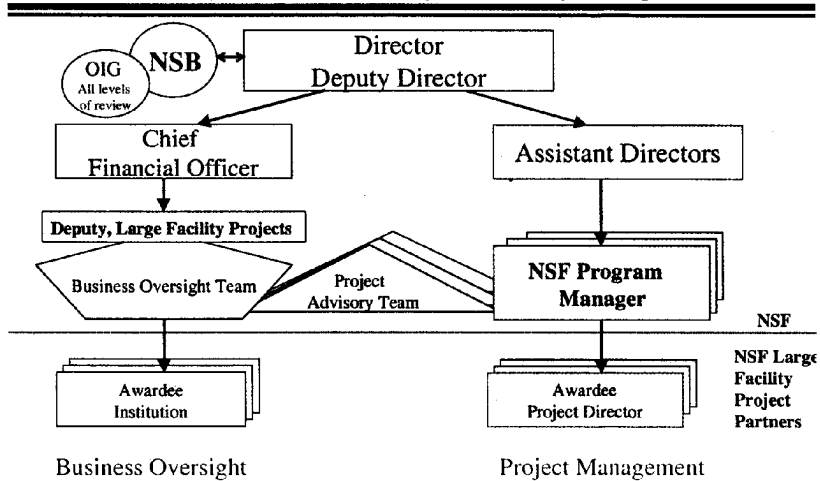 OIG
All levels
of review
NSB
Director
Deputy Director
Chief
Financial Officer
Assistant Directors
Deputy, Large Facility Projects
Business Oversight Team
Project
Advisory Team
NSF Program
Manager
NSF
Awardee
Institution
Awardee
Project Director
NSF Large
Facility
Project
Partners
Business Oversight
Project Management